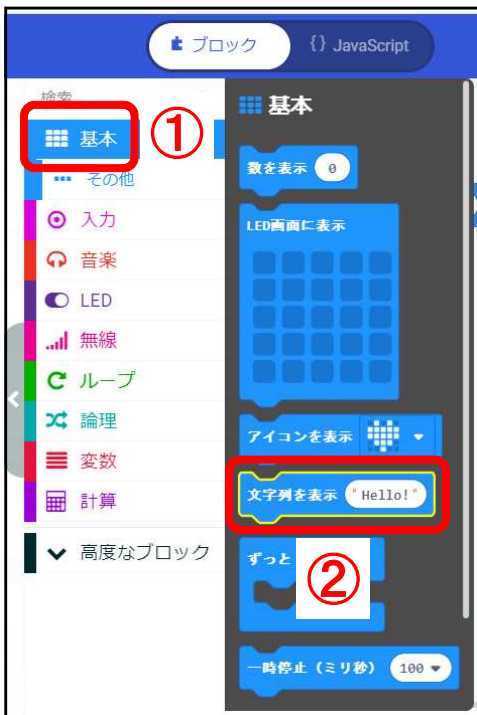 ブロック
{} JavaScript
検索
基本
①
その他
入力
音楽
LED
無線
ループ
論理
変数
計算
高度なブロック
基本
数を表示 0
LED画面に表示
アイコンを表示
文字列を表示 "Hello!"
ずっと
②
一時停止（ミリ秒） 100